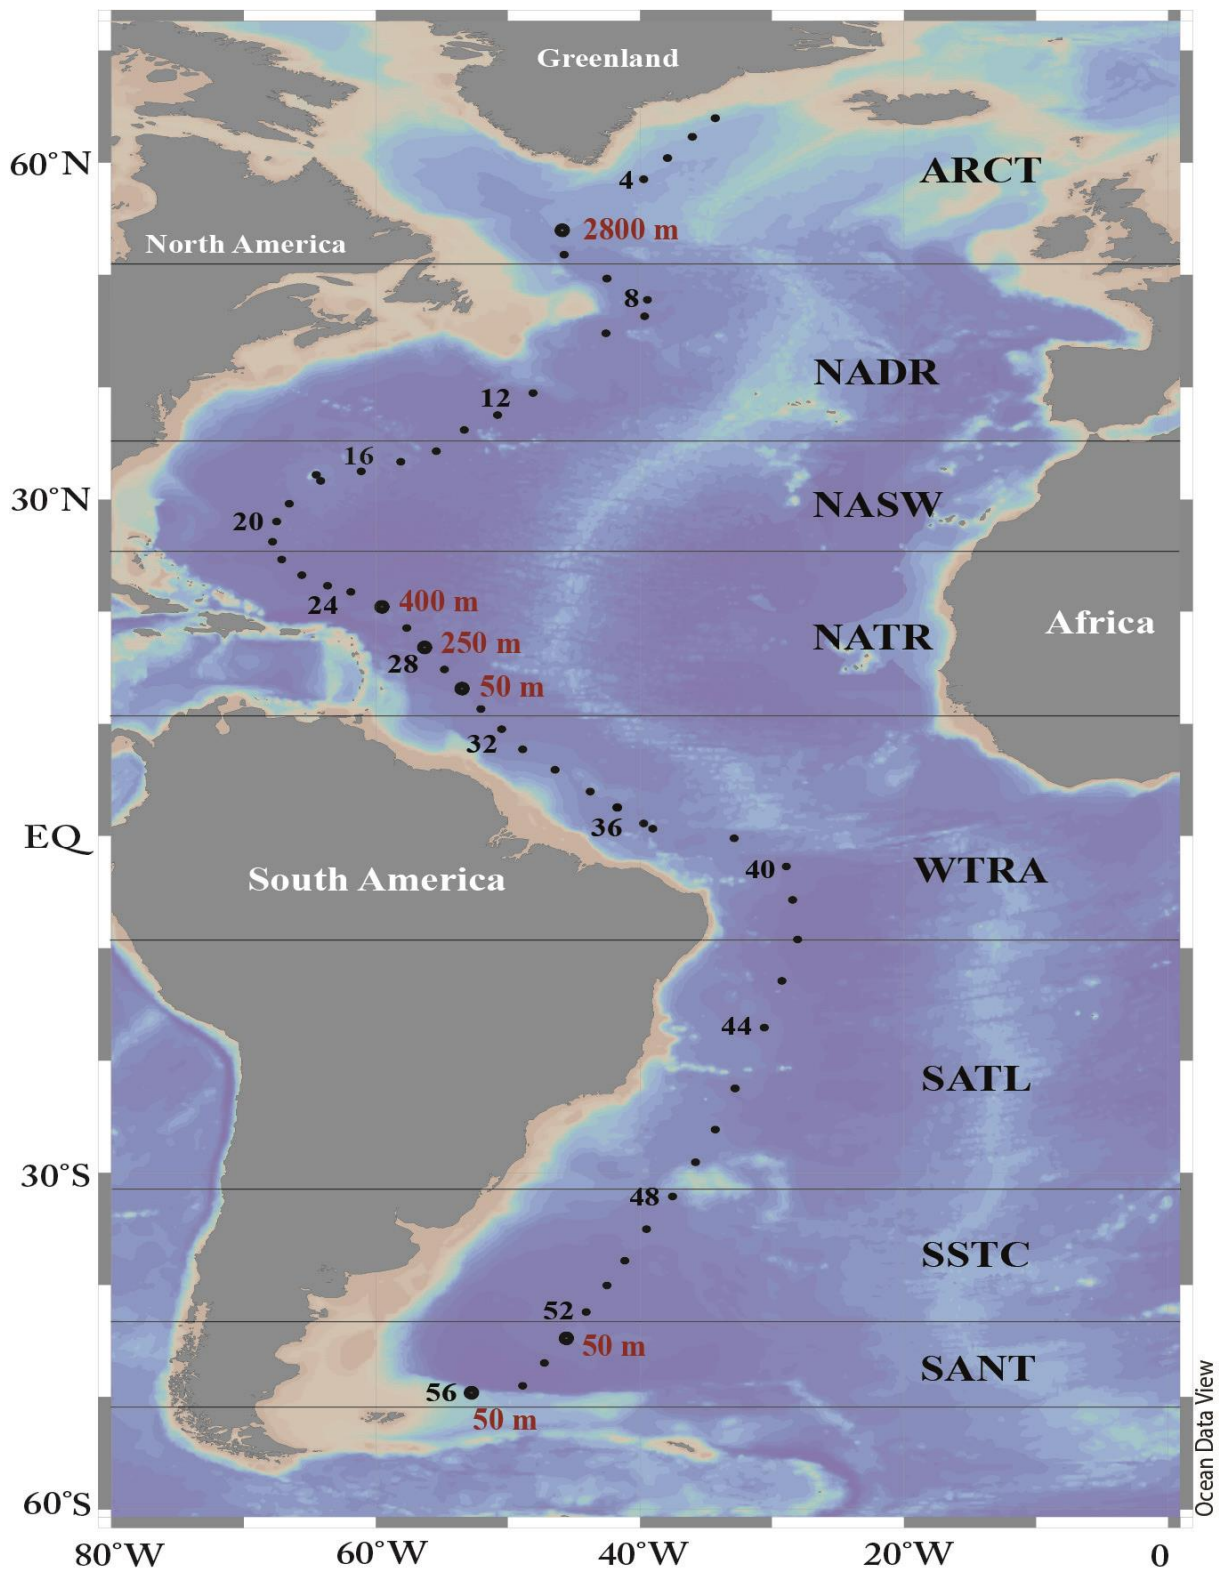 Greenland
60°N
ARCT
4
2800 m
North America
8
NADR
12
16
30°N
NASW
20
24
400 m
Africa
250 m
NATR
28
50 m
32
36
EQ
40
WTRA
South America
44
SATL
30°S
48
SSTC
52
50 m
SANT
56
50 m
60°S
Ocean Data View
80°W
60°W
40°W
20°W
0